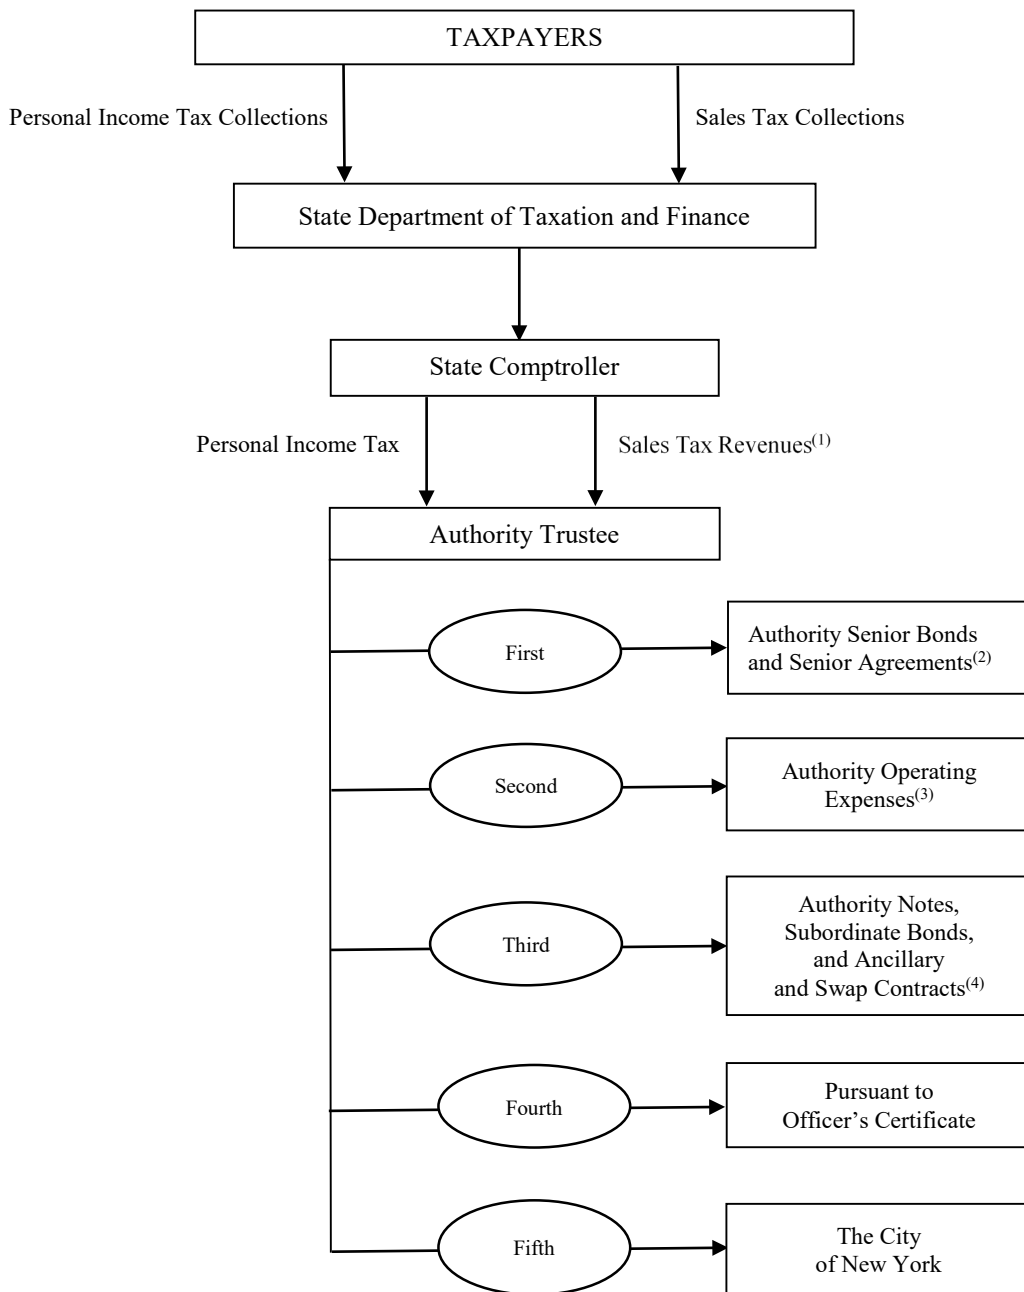 TAXPAYERS
Personal Income Tax Collections
Sales Tax Collections
State Department of Taxation and Finance
State Comptroller
Personal Income Tax
Sales Tax Revenues(1)
Authority Trustee
First
Authority Senior Bonds
and Senior Agreements(2)
Second
Authority Operating
Expenses(3)
Third
Authority Notes,
Subordinate Bonds,
and Ancillary
and Swap Contracts(4)
Fourth
Pursuant to
Officer’s Certificate
Fifth
The City
of New York